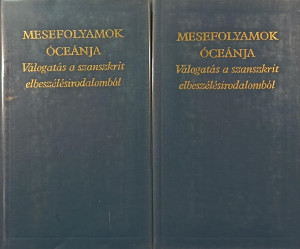 MESEFOLYAMOK
ÓCEÁNJA
Válogatás a szanszkrit
elbeszélésirodalomból
MESEFOLYAMOK
ÓCEÁNJA
Válogatás a szanszkrit
elbeszélésirodalomból